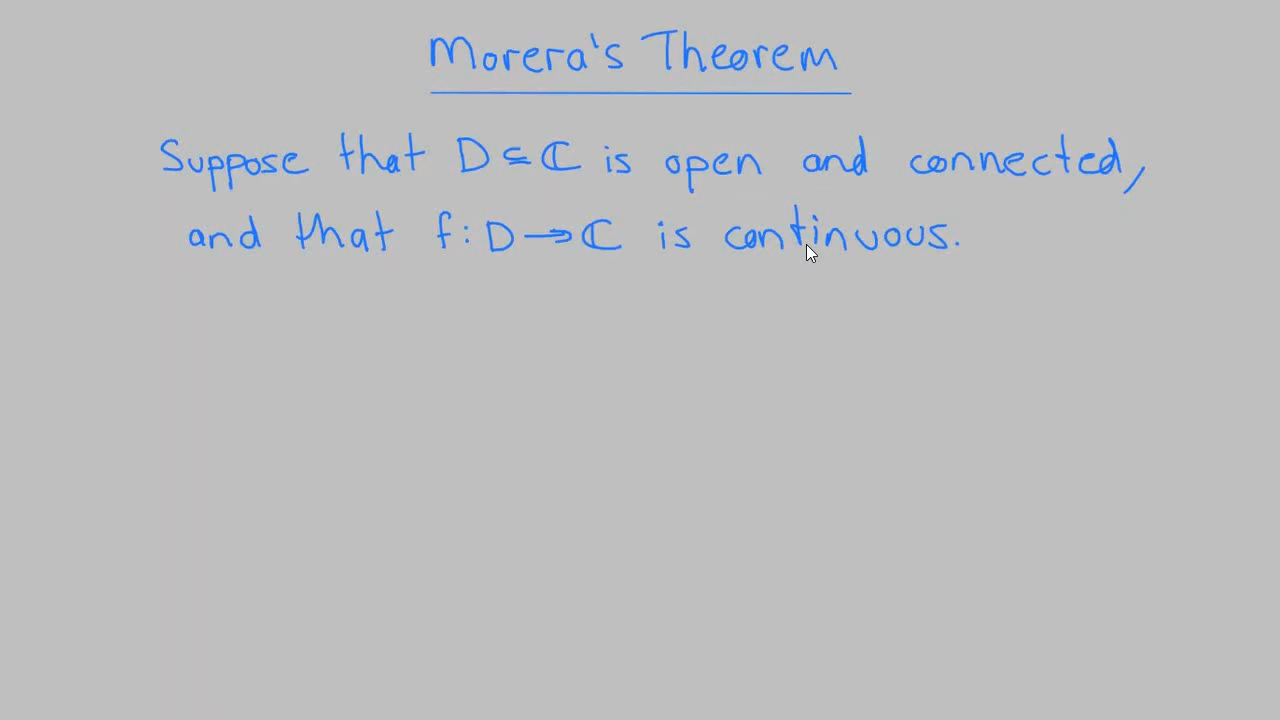 Morera's Theorem
Suppose that D ⊆ ℂ is open and connected,
and that f: D → ℂ is continuous.